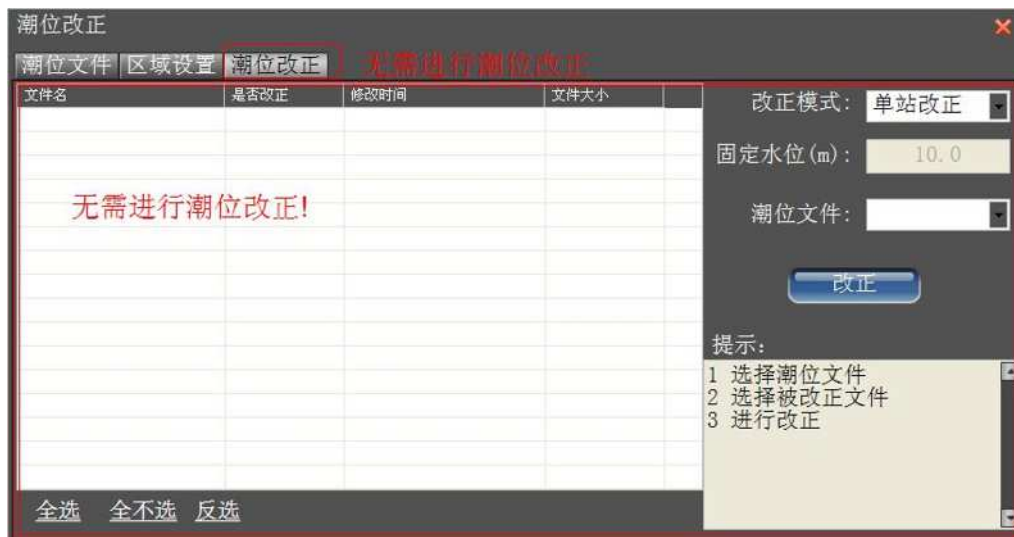 潮位改正
潮位文件 区域设置 潮位改正 无需进行潮位改正
文件名 是否改正 修改时间 文件大小
改正模式: 单站改正
固定水位(m): 10.0
无需进行潮位改正!
潮位文件:
改正
提示:
1 选择潮位文件
2 选择被改正文件
3 进行改正
全选 全不选 反选